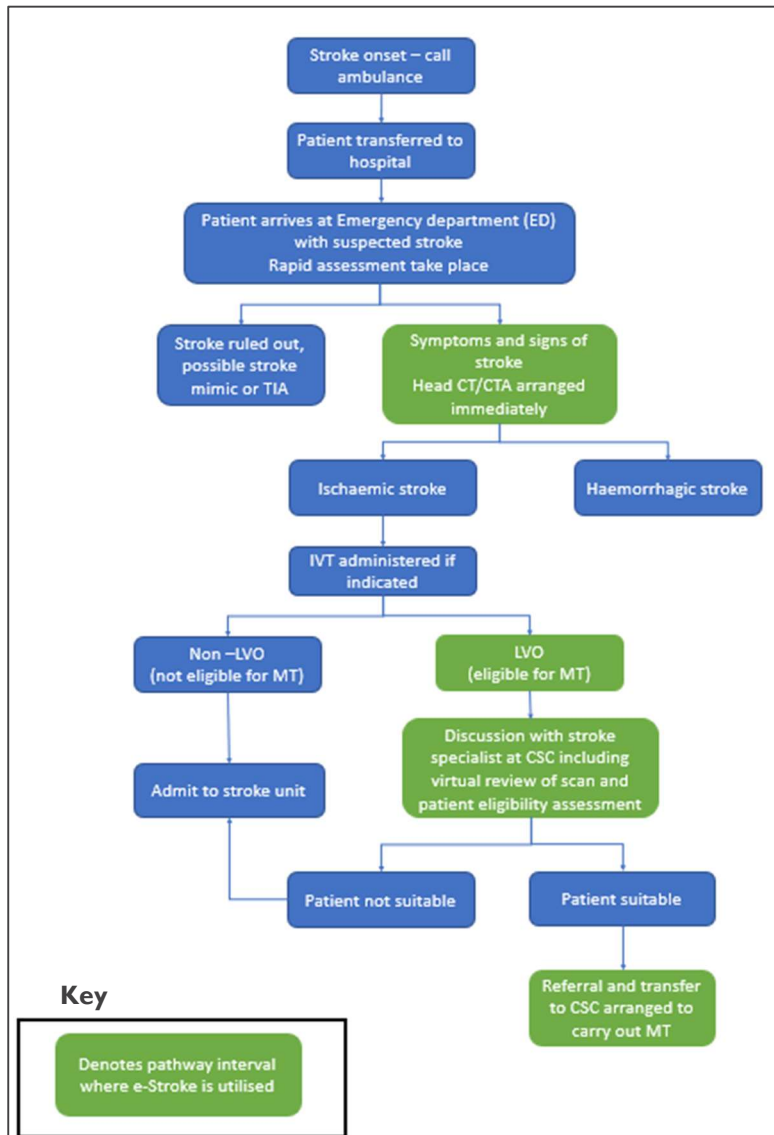 Stroke onset – call
ambulance
Patient transferred to
hospital
Patient arrives at Emergency department (ED)
with suspected stroke
Rapid assessment take place
Stroke ruled out,
possible stroke
mimic or TIA
Symptoms and signs of
stroke
Head CT/CTA arranged
immediately
Ischaemic stroke
Haemorrhagic stroke
IVT administered if
indicated
Non –LVO
(not eligible for MT)
LVO
(eligible for MT)
Discussion with stroke
specialist at CSC including
virtual review of scan and
patient eligibility assessment
Admit to stroke unit
Patient not suitable
Patient suitable
Referral and transfer
to CSC arranged to
carry out MT
Key
Denotes pathway interval
where e-Stroke is utilised